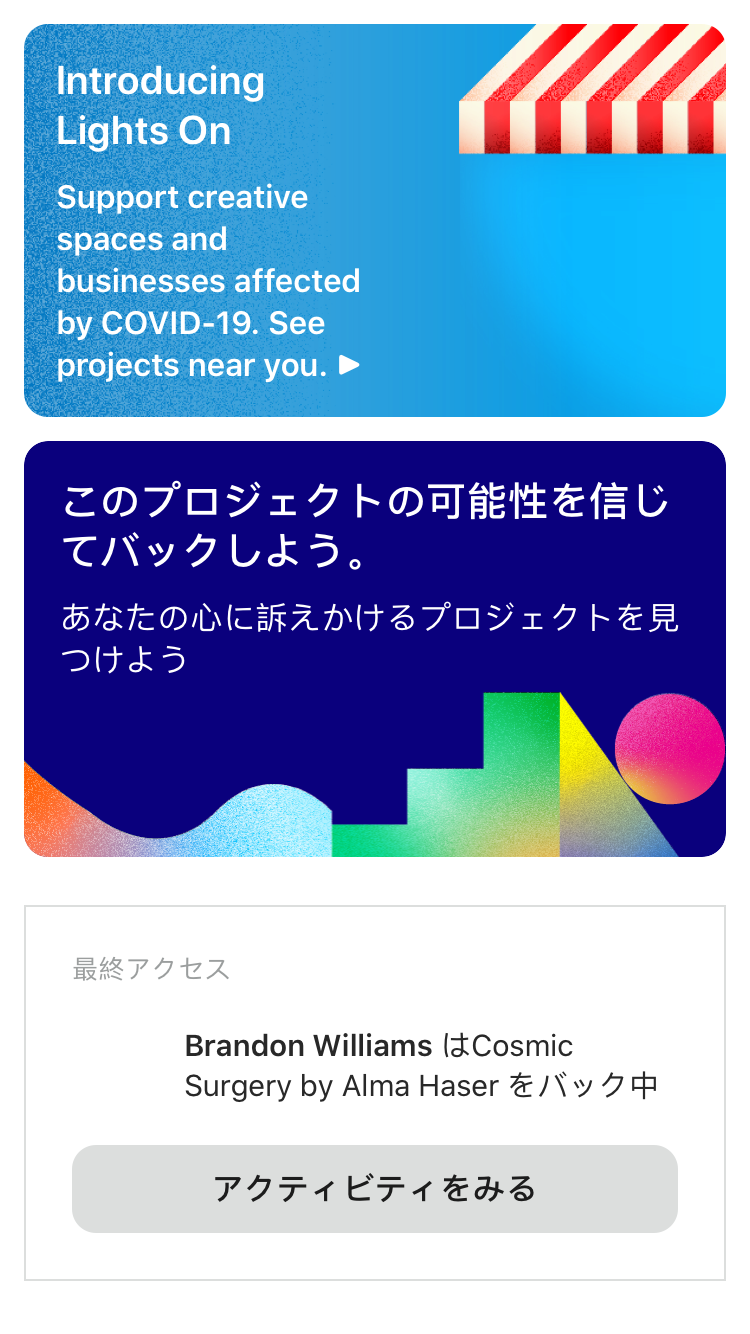 Introducing
Lights On
Support creative
spaces and
businesses affected
by COVID-19. See
projects near you. ▶
このプロジェクトの可能性を信じ
てバックしよう。
あなたの心に訴えかけるプロジェクトを見
つけよう
最終アクセス
Brandon Williams はCosmic
Surgery by Alma Haser をバック中
アクティビティをみる